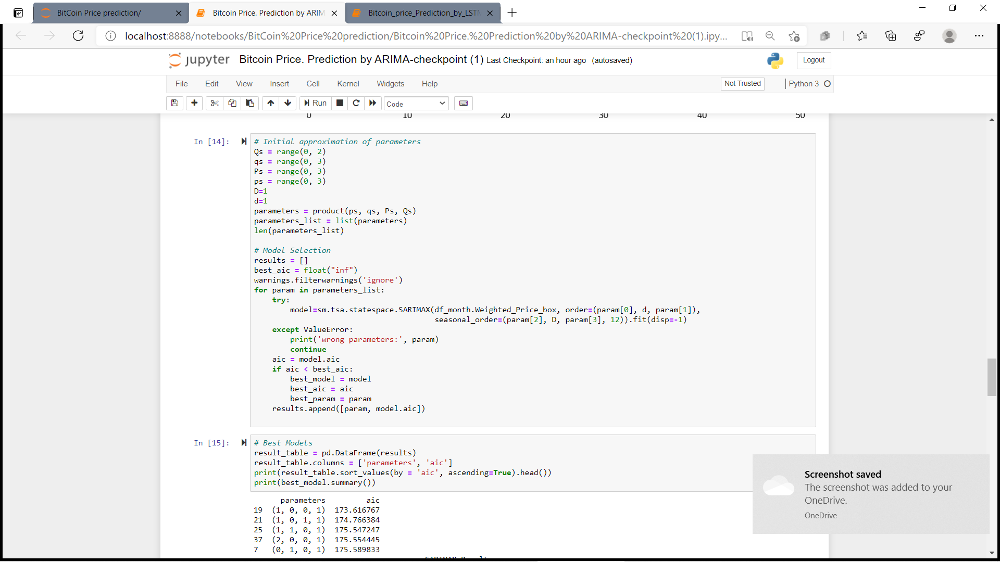 BitCoin Price prediction/
Bitcoin Price. Prediction by ARIM
Bitcoin_price_Prediction_by_LSTM
localhost:8888/notebooks/BitCoin%20Price%20prediction/Bitcoin%20Price.%20Prediction%20by%20ARIMA-checkpoint%20(1).ipy...
jupyter Bitcoin Price. Prediction by ARIMA-checkpoint (1) Last Checkpoint: an hour ago (autosaved)
Logout
File Edit View Insert Cell Kernel Widgets Help
Not Trusted
Python 3
Run
Code
0 10 20 30 40 50
In [14]:
# Initial approximation of parameters
Qs = range(0, 2)
qs = range(0, 3)
Ps = range(0, 3)
ps = range(0, 3)
D=1
d=1
parameters = product(ps, qs, Ps, Qs)
parameters_list = list(parameters)
len(parameters_list)
# Model Selection
results = []
best_aic = float("inf")
warnings.filterwarnings('ignore')
for param in parameters_list:
    try:
        model=sm.tsa.statespace.SARIMAX(df_month.Weighted_Price_box, order=(param[0], d, param[1]),
                                        seasonal_order=(param[2], D, param[3], 12)).fit(disp=-1)
    except ValueError:
        print('wrong parameters:', param)
        continue
    aic = model.aic
    if aic < best_aic:
        best_model = model
        best_aic = aic
        best_param = param
    results.append([param, model.aic])
In [15]:
# Best Models
result_table = pd.DataFrame(results)
result_table.columns = ['parameters', 'aic']
print(result_table.sort_values(by = 'aic', ascending=True).head())
print(best_model.summary())
parameters aic
19 (1, 0, 0, 1) 173.616767
21 (1, 0, 1, 1) 174.766384
25 (1, 1, 0, 1) 175.547247
37 (2, 0, 0, 1) 175.554445
7 (0, 1, 0, 1) 175.589833
Screenshot saved
The screenshot was added to your
OneDrive.
OneDrive